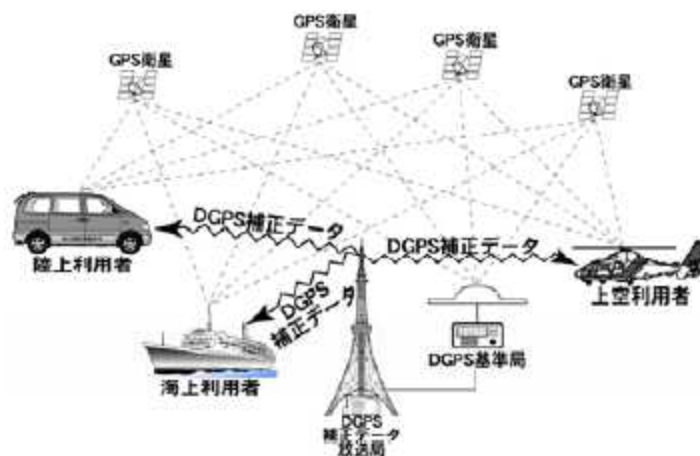 GPS衛星
GPS衛星
GPS衛星
GPS衛星
DGPS補正データ
DGPS補正データ
陸上利用者
上空利用者
DGPS
補正データ
DGPS基準局
海上利用者
DGPS
補正データ
放送局